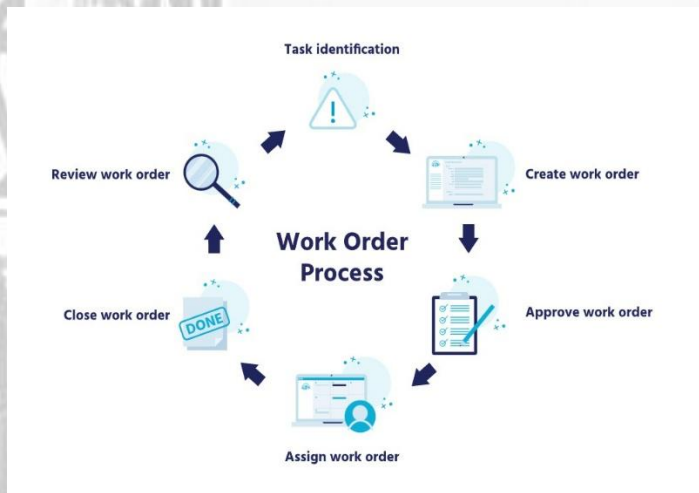 Task identification
Create work order
Approve work order
Assign work order
Close work order
DONE
Review work order
Work Order
Process